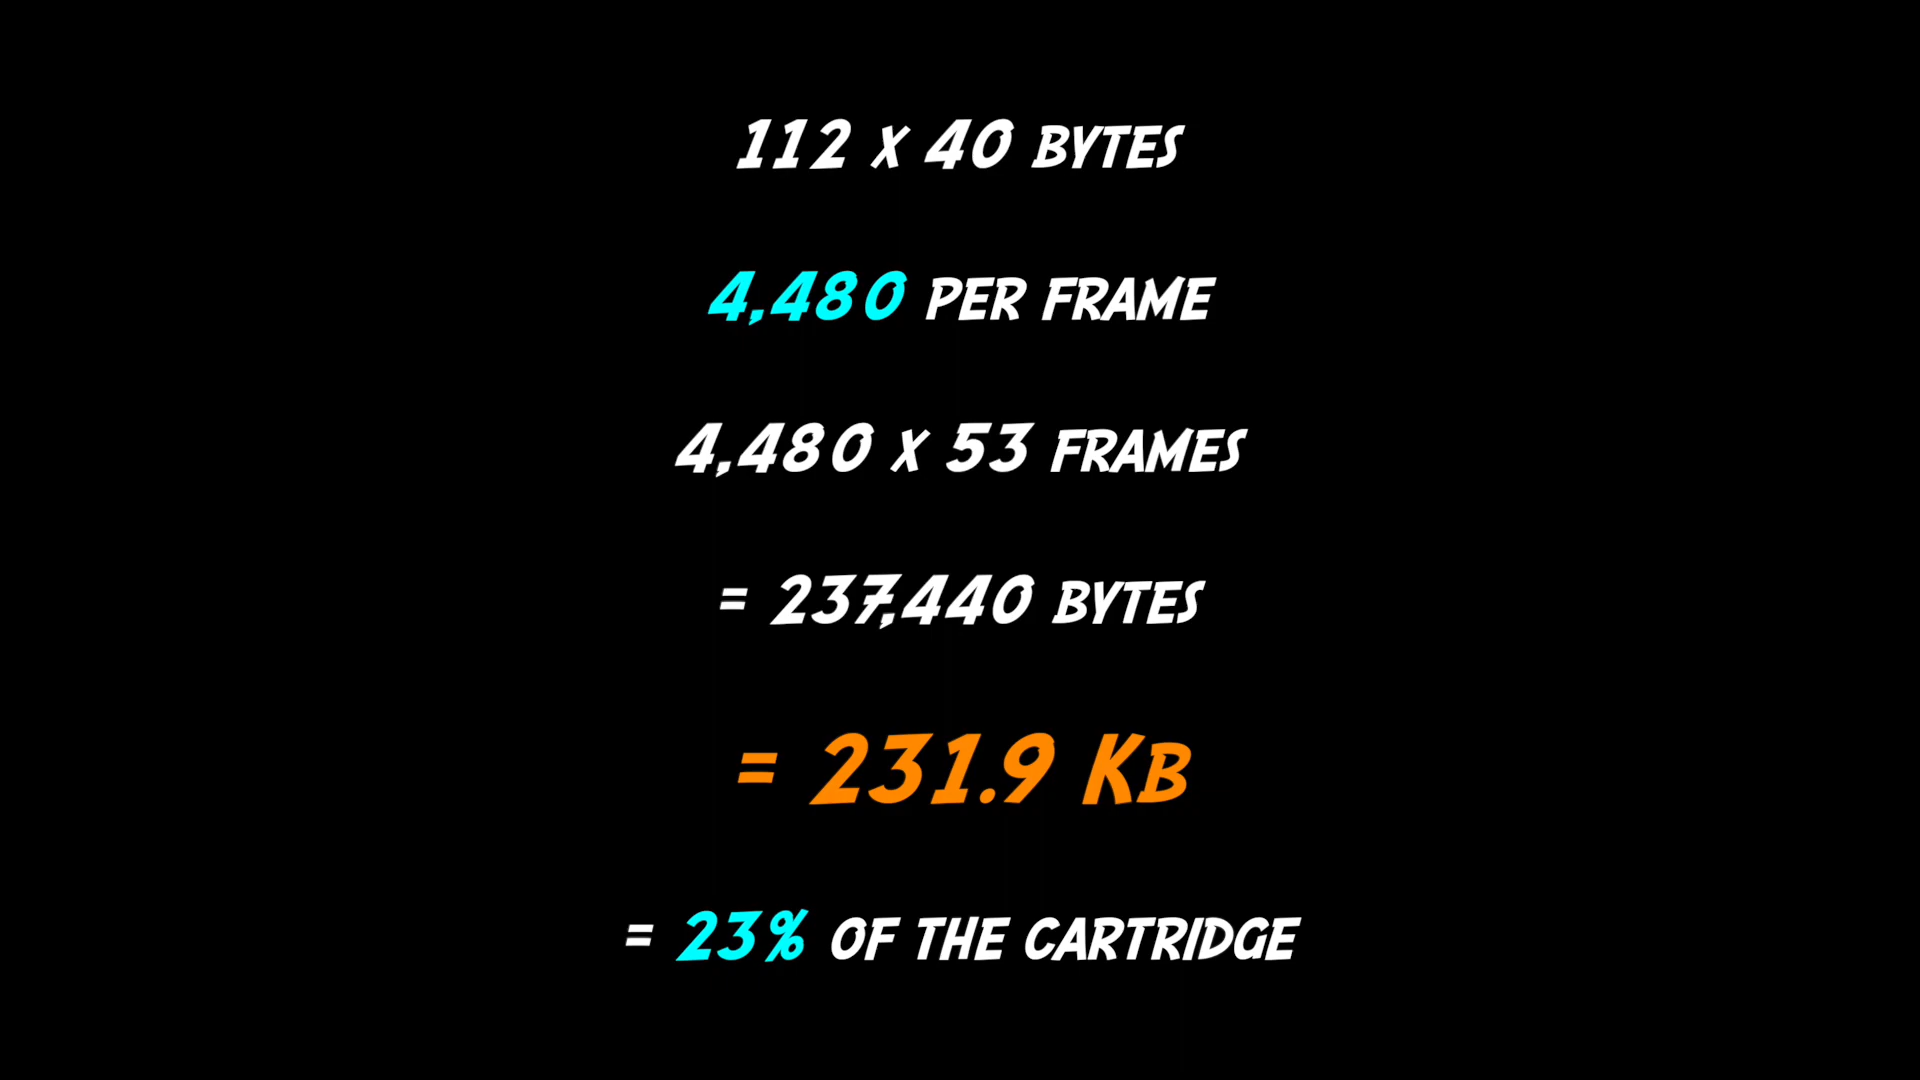 112 X 40 BYTES
4,480 PER FRAME
4,480 X 53 FRAMES
= 237,440 BYTES
= 231.9 KB
= 23% OF THE CARTRIDGE